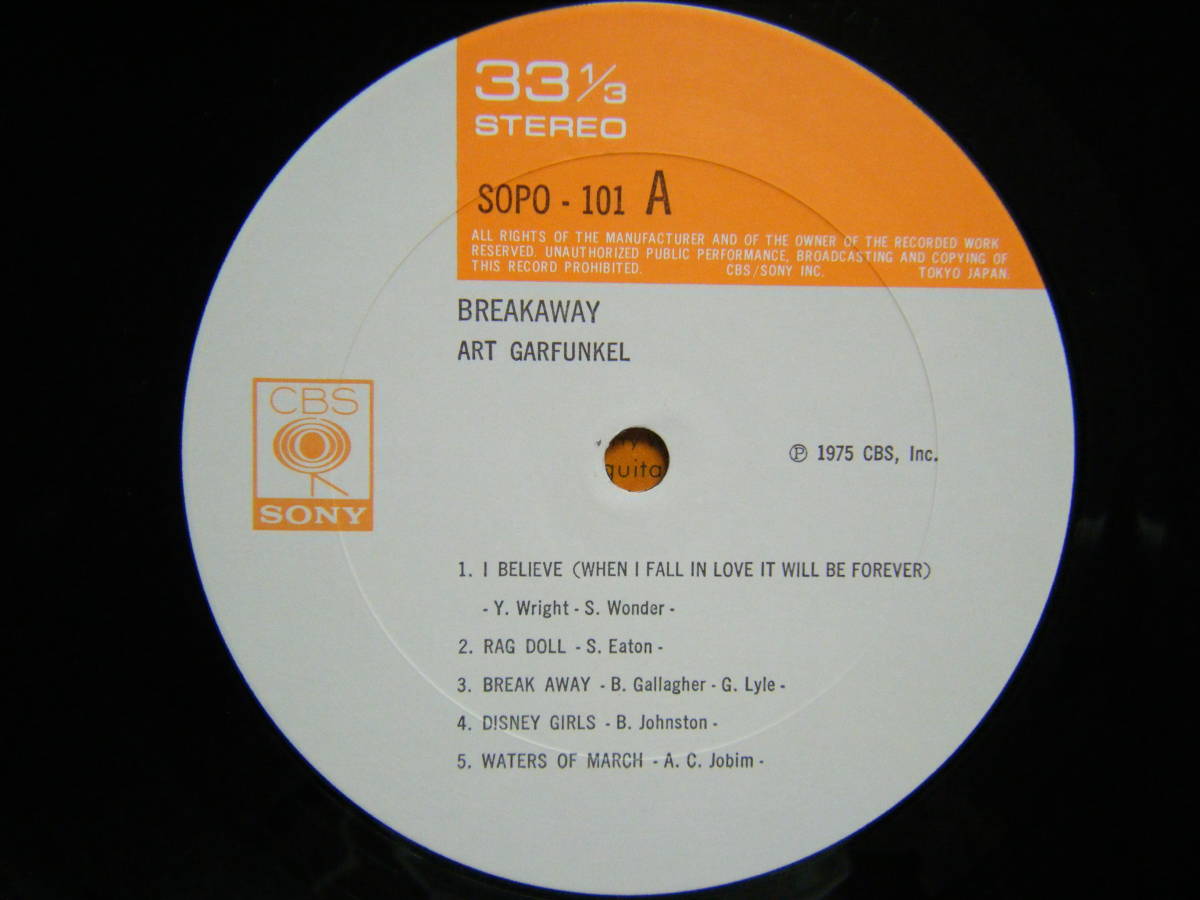 33 1/3
STEREO
SOPO - 101 A
ALL RIGHTS OF THE MANUFACTURER AND OF THE OWNER OF THE RECORDED WORK
RESERVED. UNAUTHORIZED PUBLIC PERFORMANCE, BROADCASTING AND COPYING OF
THIS RECORD PROHIBITED. CBS/SONY INC. TOKYO JAPAN.
BREAKAWAY
ART GARFUNKEL
CBS
SONY
℗ 1975 CBS, Inc.
1. I BELIEVE (WHEN I FALL IN LOVE IT WILL BE FOREVER)
- Y. Wright - S. Wonder -
2. RAG DOLL - S. Eaton -
3. BREAK AWAY - B. Gallagher - G. Lyle -
4. DISNEY GIRLS - B. Johnston -
5. WATERS OF MARCH - A. C. Jobim -